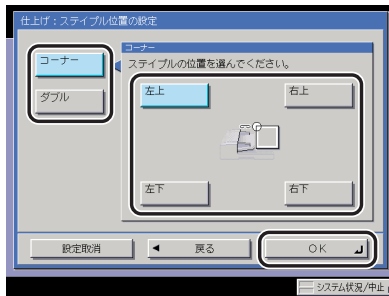 仕上げ：ステイプル位置の設定
コーナー
ダブル
コーナー
ステイプルの位置を選んでください。
左上
右上
左下
右下
設定取消
戻る
OK
システム状況/中止